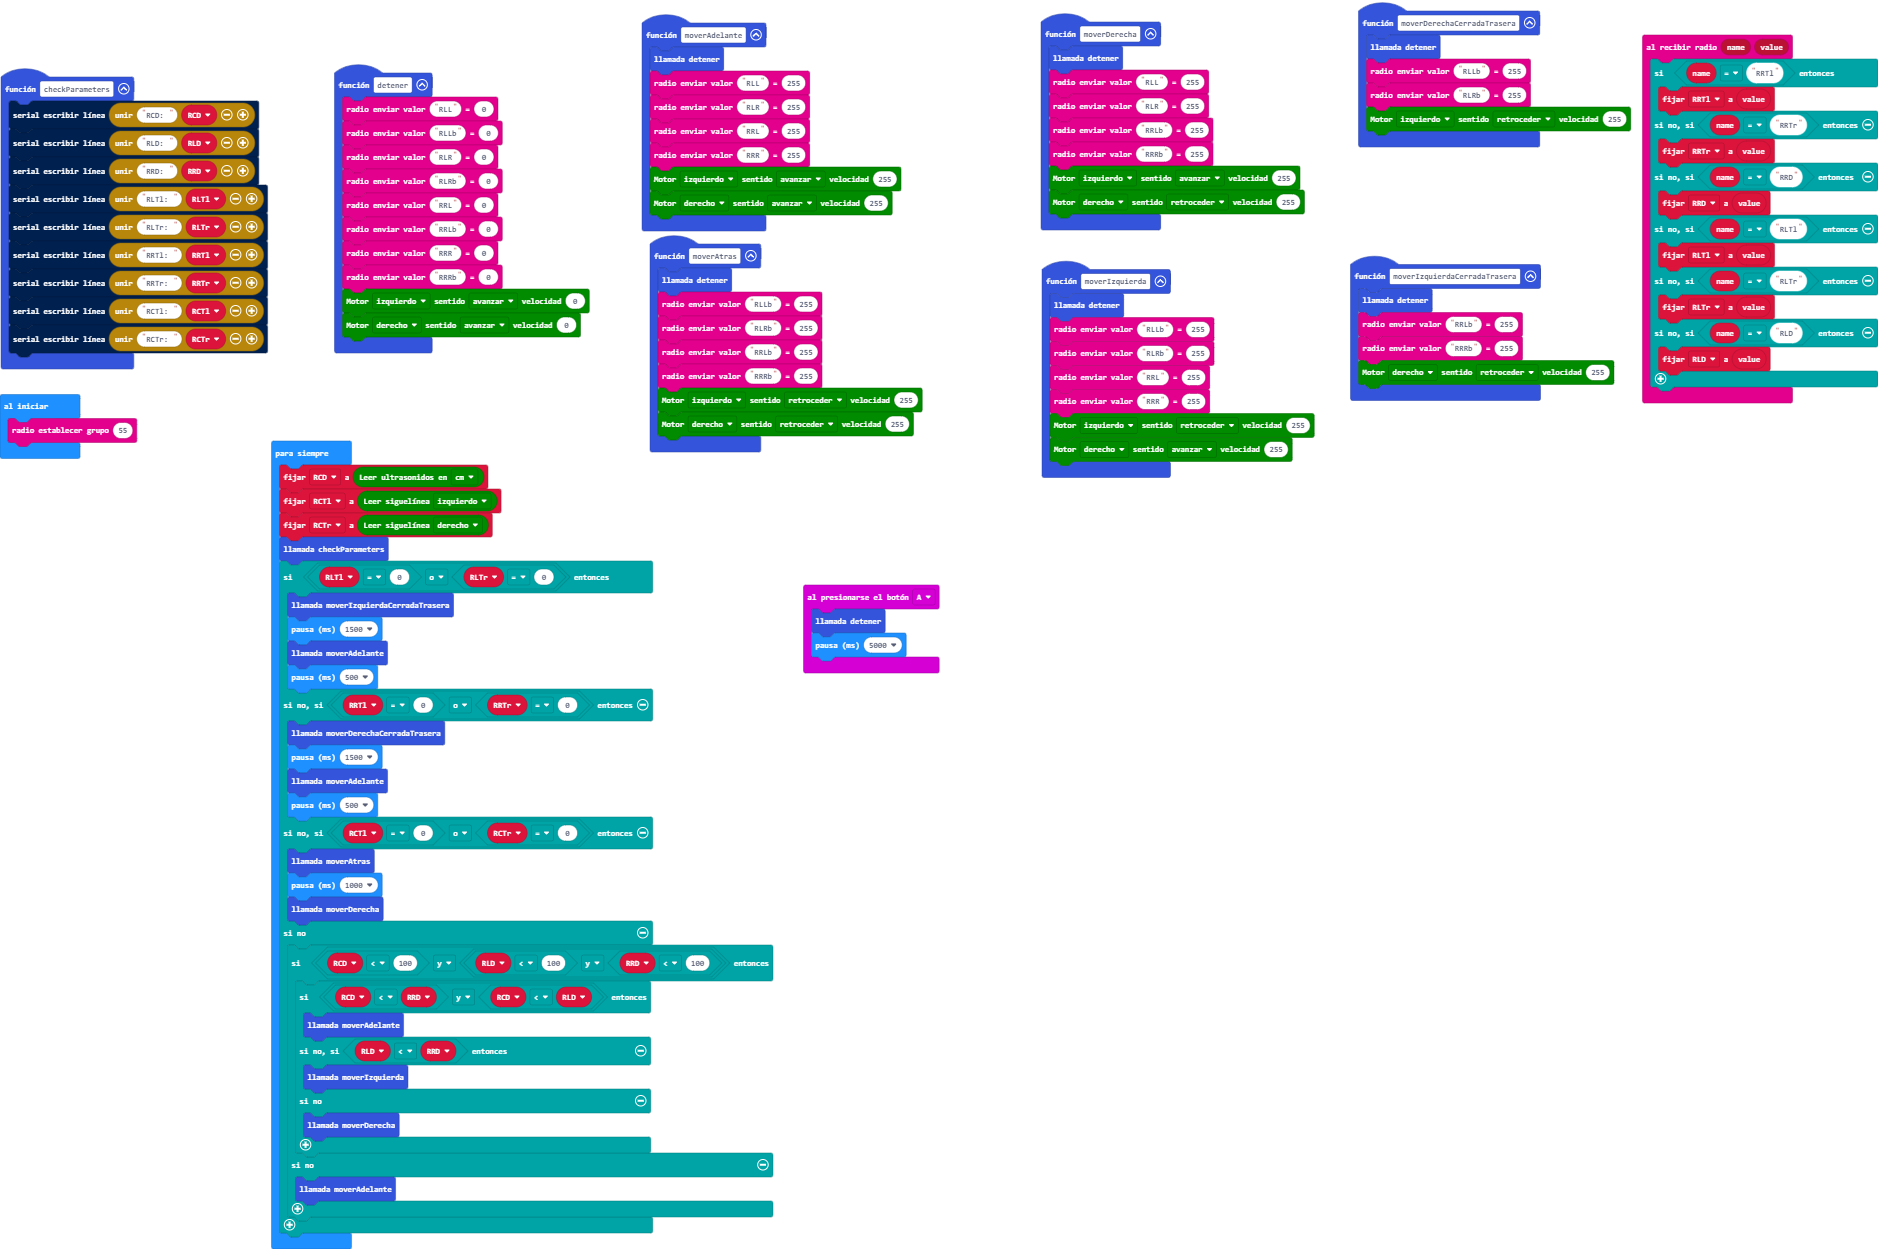 función checkParameters
serial escribir línea unir "RCD: " RCD
serial escribir línea unir "RLD: " RLD
serial escribir línea unir "RRD: " RRD
serial escribir línea unir "RLTl: " RLTl
serial escribir línea unir "RLTr: " RLTr
serial escribir línea unir "RRTl: " RRTl
serial escribir línea unir "RRTr: " RRTr
serial escribir línea unir "RCTl: " RCTl
serial escribir línea unir "RCTr: " RCTr
al iniciar
radio establecer grupo 55
función detener
radio enviar valor "RLL" = 0
radio enviar valor "RLLb" = 0
radio enviar valor "RLR" = 0
radio enviar valor "RLRb" = 0
radio enviar valor "RRL" = 0
radio enviar valor "RRLb" = 0
radio enviar valor "RRR" = 0
radio enviar valor "RRRb" = 0
Motor izquierdo sentido avanzar velocidad 0
Motor derecho sentido avanzar velocidad 0
función moverAdelante
llamada detener
radio enviar valor "RLL" = 255
radio enviar valor "RLR" = 255
radio enviar valor "RRL" = 255
radio enviar valor "RRR" = 255
Motor izquierdo sentido avanzar velocidad 255
Motor derecho sentido avanzar velocidad 255
función moverAtras
llamada detener
radio enviar valor "RLLb" = 255
radio enviar valor "RLRb" = 255
radio enviar valor "RRLb" = 255
radio enviar valor "RRRb" = 255
Motor izquierdo sentido retroceder velocidad 255
Motor derecho sentido retroceder velocidad 255
función moverDerecha
llamada detener
radio enviar valor "RLL" = 255
radio enviar valor "RLR" = 255
radio enviar valor "RRLb" = 255
radio enviar valor "RRRb" = 255
Motor izquierdo sentido avanzar velocidad 255
Motor derecho sentido retroceder velocidad 255
función moverIzquierda
llamada detener
radio enviar valor "RLLb" = 255
radio enviar valor "RLRb" = 255
radio enviar valor "RRL" = 255
radio enviar valor "RRR" = 255
Motor izquierdo sentido retroceder velocidad 255
Motor derecho sentido avanzar velocidad 255
función moverDerechaCerradaTrasera
llamada detener
radio enviar valor "RLLb" = 255
radio enviar valor "RLRb" = 255
Motor izquierdo sentido retroceder velocidad 255
función moverIzquierdaCerradaTrasera
llamada detener
radio enviar valor "RRLb" = 255
radio enviar valor "RRRb" = 255
Motor derecho sentido retroceder velocidad 255
al recibir radio name value
si name = "RRTl" entonces
fijar RRTl a value
si no, si name = "RRTr" entonces
fijar RRTr a value
si no, si name = "RRD" entonces
fijar RRD a value
si no, si name = "RLTl" entonces
fijar RLTl a value
si no, si name = "RLTr" entonces
fijar RLTr a value
si no, si name = "RLD" entonces
fijar RLD a value
para siempre
fijar RCD a Leer ultrasonidos en cm
fijar RCTl a Leer siguelínea izquierdo
fijar RCTr a Leer siguelínea derecho
llamada checkParameters
si RLTl = 0 o RLTr = 0 entonces
llamada moverIzquierdaCerradaTrasera
pausa (ms) 1500
llamada moverAdelante
pausa (ms) 500
si no, si RRTl = 0 o RRTr = 0 entonces
llamada moverDerechaCerradaTrasera
pausa (ms) 1500
llamada moverAdelante
pausa (ms) 500
si no, si RCTl = 0 o RCTr = 0 entonces
llamada moverAtras
pausa (ms) 1000
llamada moverDerecha
si no
si RCD < 100 y RLD < 100 y RRD < 100 entonces
si RCD < RRD y RCD < RLD entonces
llamada moverAdelante
si no, si RLD < RRD entonces
llamada moverIzquierda
si no
llamada moverDerecha
si no
llamada moverAdelante
al presionarse el botón A
llamada detener
pausa (ms) 5000